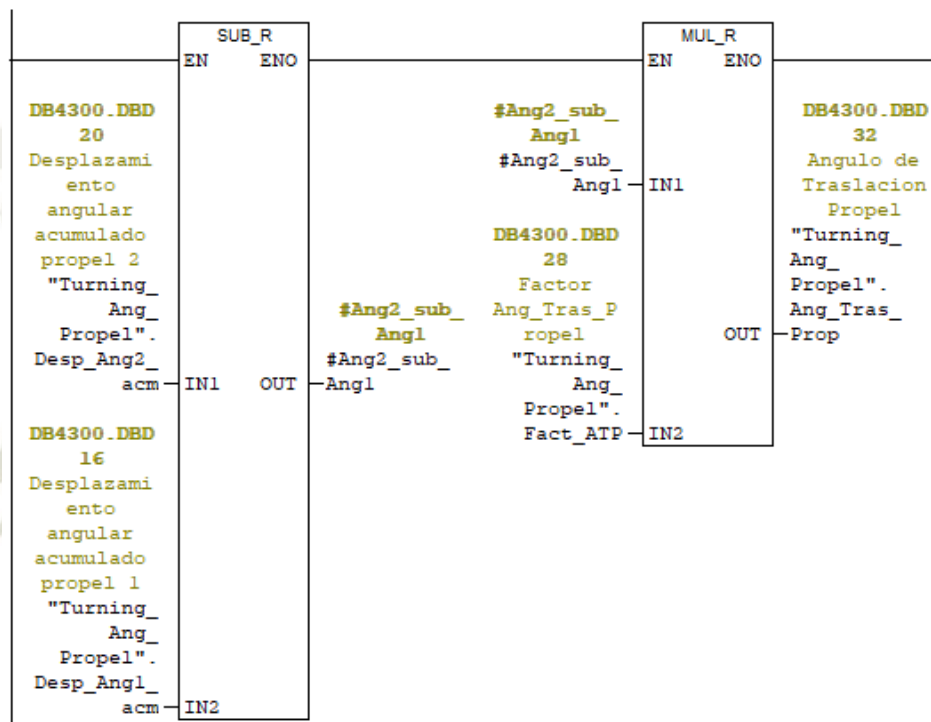 SUB_R
EN ENO
DB4300.DBD
20
Desplazami
ento
angular
acumulado
propel 2
"Turning_
Ang_
Propel".
Desp_Ang2_
acm
IN1
OUT
#Ang2_sub_
Ang1
#Ang2_sub_
Ang1
DB4300.DBD
16
Desplazami
ento
angular
acumulado
propel 1
"Turning_
Ang_
Propel".
Desp_Ang1_
acm
IN2
MUL_R
EN ENO
#Ang2_sub_
Ang1
#Ang2_sub_
Ang1
IN1
DB4300.DBD
28
Factor
Ang_Tras_P
ropel
"Turning_
Ang_
Propel".
Fact_ATP
IN2
DB4300.DBD
32
Angulo de
Traslacion
Propel
"Turning_
Ang_
Propel".
Ang_Tras_
OUT Prop